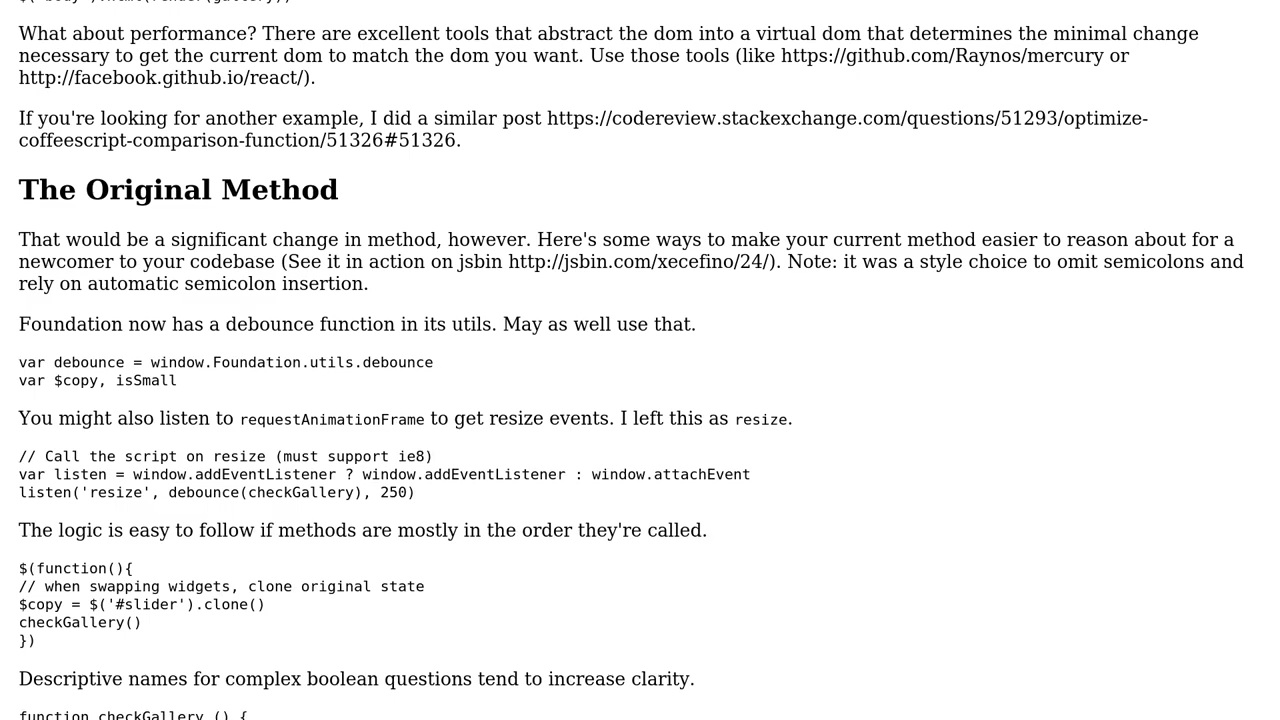 $('body').html(render(gallery))
What about performance? There are excellent tools that abstract the dom into a virtual dom that determines the minimal change
necessary to get the current dom to match the dom you want. Use those tools (like https://github.com/Raynos/mercury or
http://facebook.github.io/react/).
If you're looking for another example, I did a similar post https://codereview.stackexchange.com/questions/51293/optimize-
coffeescript-comparison-function/51326#51326.
The Original Method
That would be a significant change in method, however. Here's some ways to make your current method easier to reason about for a
newcomer to your codebase (See it in action on jsbin http://jsbin.com/xecefino/24/). Note: it was a style choice to omit semicolons and
rely on automatic semicolon insertion.
Foundation now has a debounce function in its utils. May as well use that.
var debounce = window.Foundation.utils.debounce
var $copy, isSmall
You might also listen to requestAnimationFrame to get resize events. I left this as resize.
// Call the script on resize (must support ie8)
var listen = window.addEventListener ? window.addEventListener : window.attachEvent
listen('resize', debounce(checkGallery), 250)
The logic is easy to follow if methods are mostly in the order they're called.
$(function(){
// when swapping widgets, clone original state
$copy = $('#slider').clone()
checkGallery()
})
Descriptive names for complex boolean questions tend to increase clarity.
function checkGallery () {